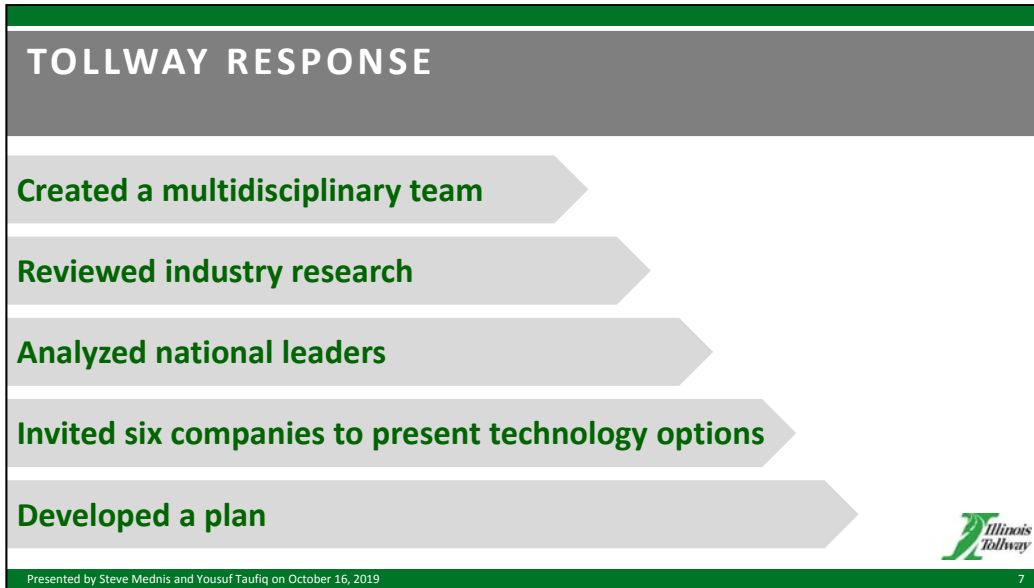 TOLLWAY RESPONSE
Created a multidisciplinary team
Reviewed industry research
Analyzed national leaders
Invited six companies to present technology options
Developed a plan
Illinois
Tollway
Presented by Steve Mednis and Yousuf Taufiq on October 16, 2019
7